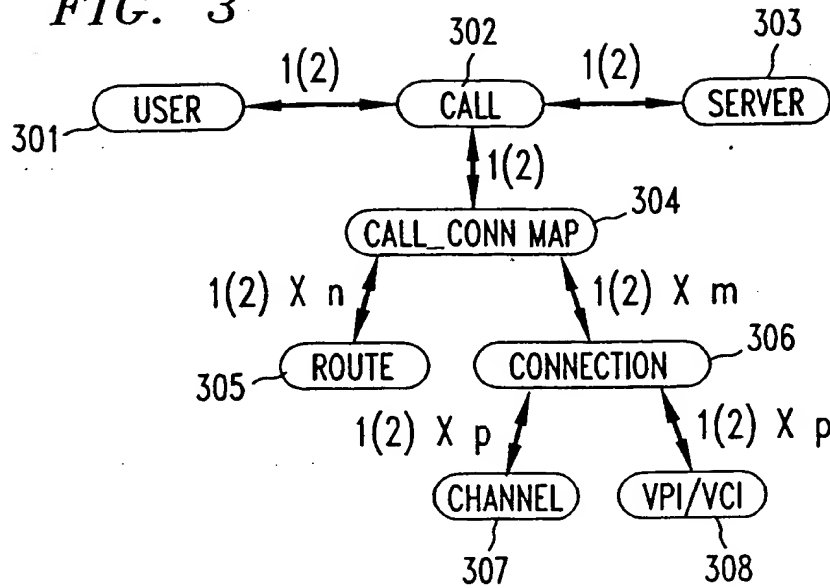 FIG. 3
302
303
1(2)
1(2)
USER
CALL
SERVER
301
1(2)
304
CALL_CONN MAP
1(2) X n
1(2) X m
306
ROUTE
CONNECTION
305
1(2) X p
1(2) X p
CHANNEL
VPI/VCI
307
308